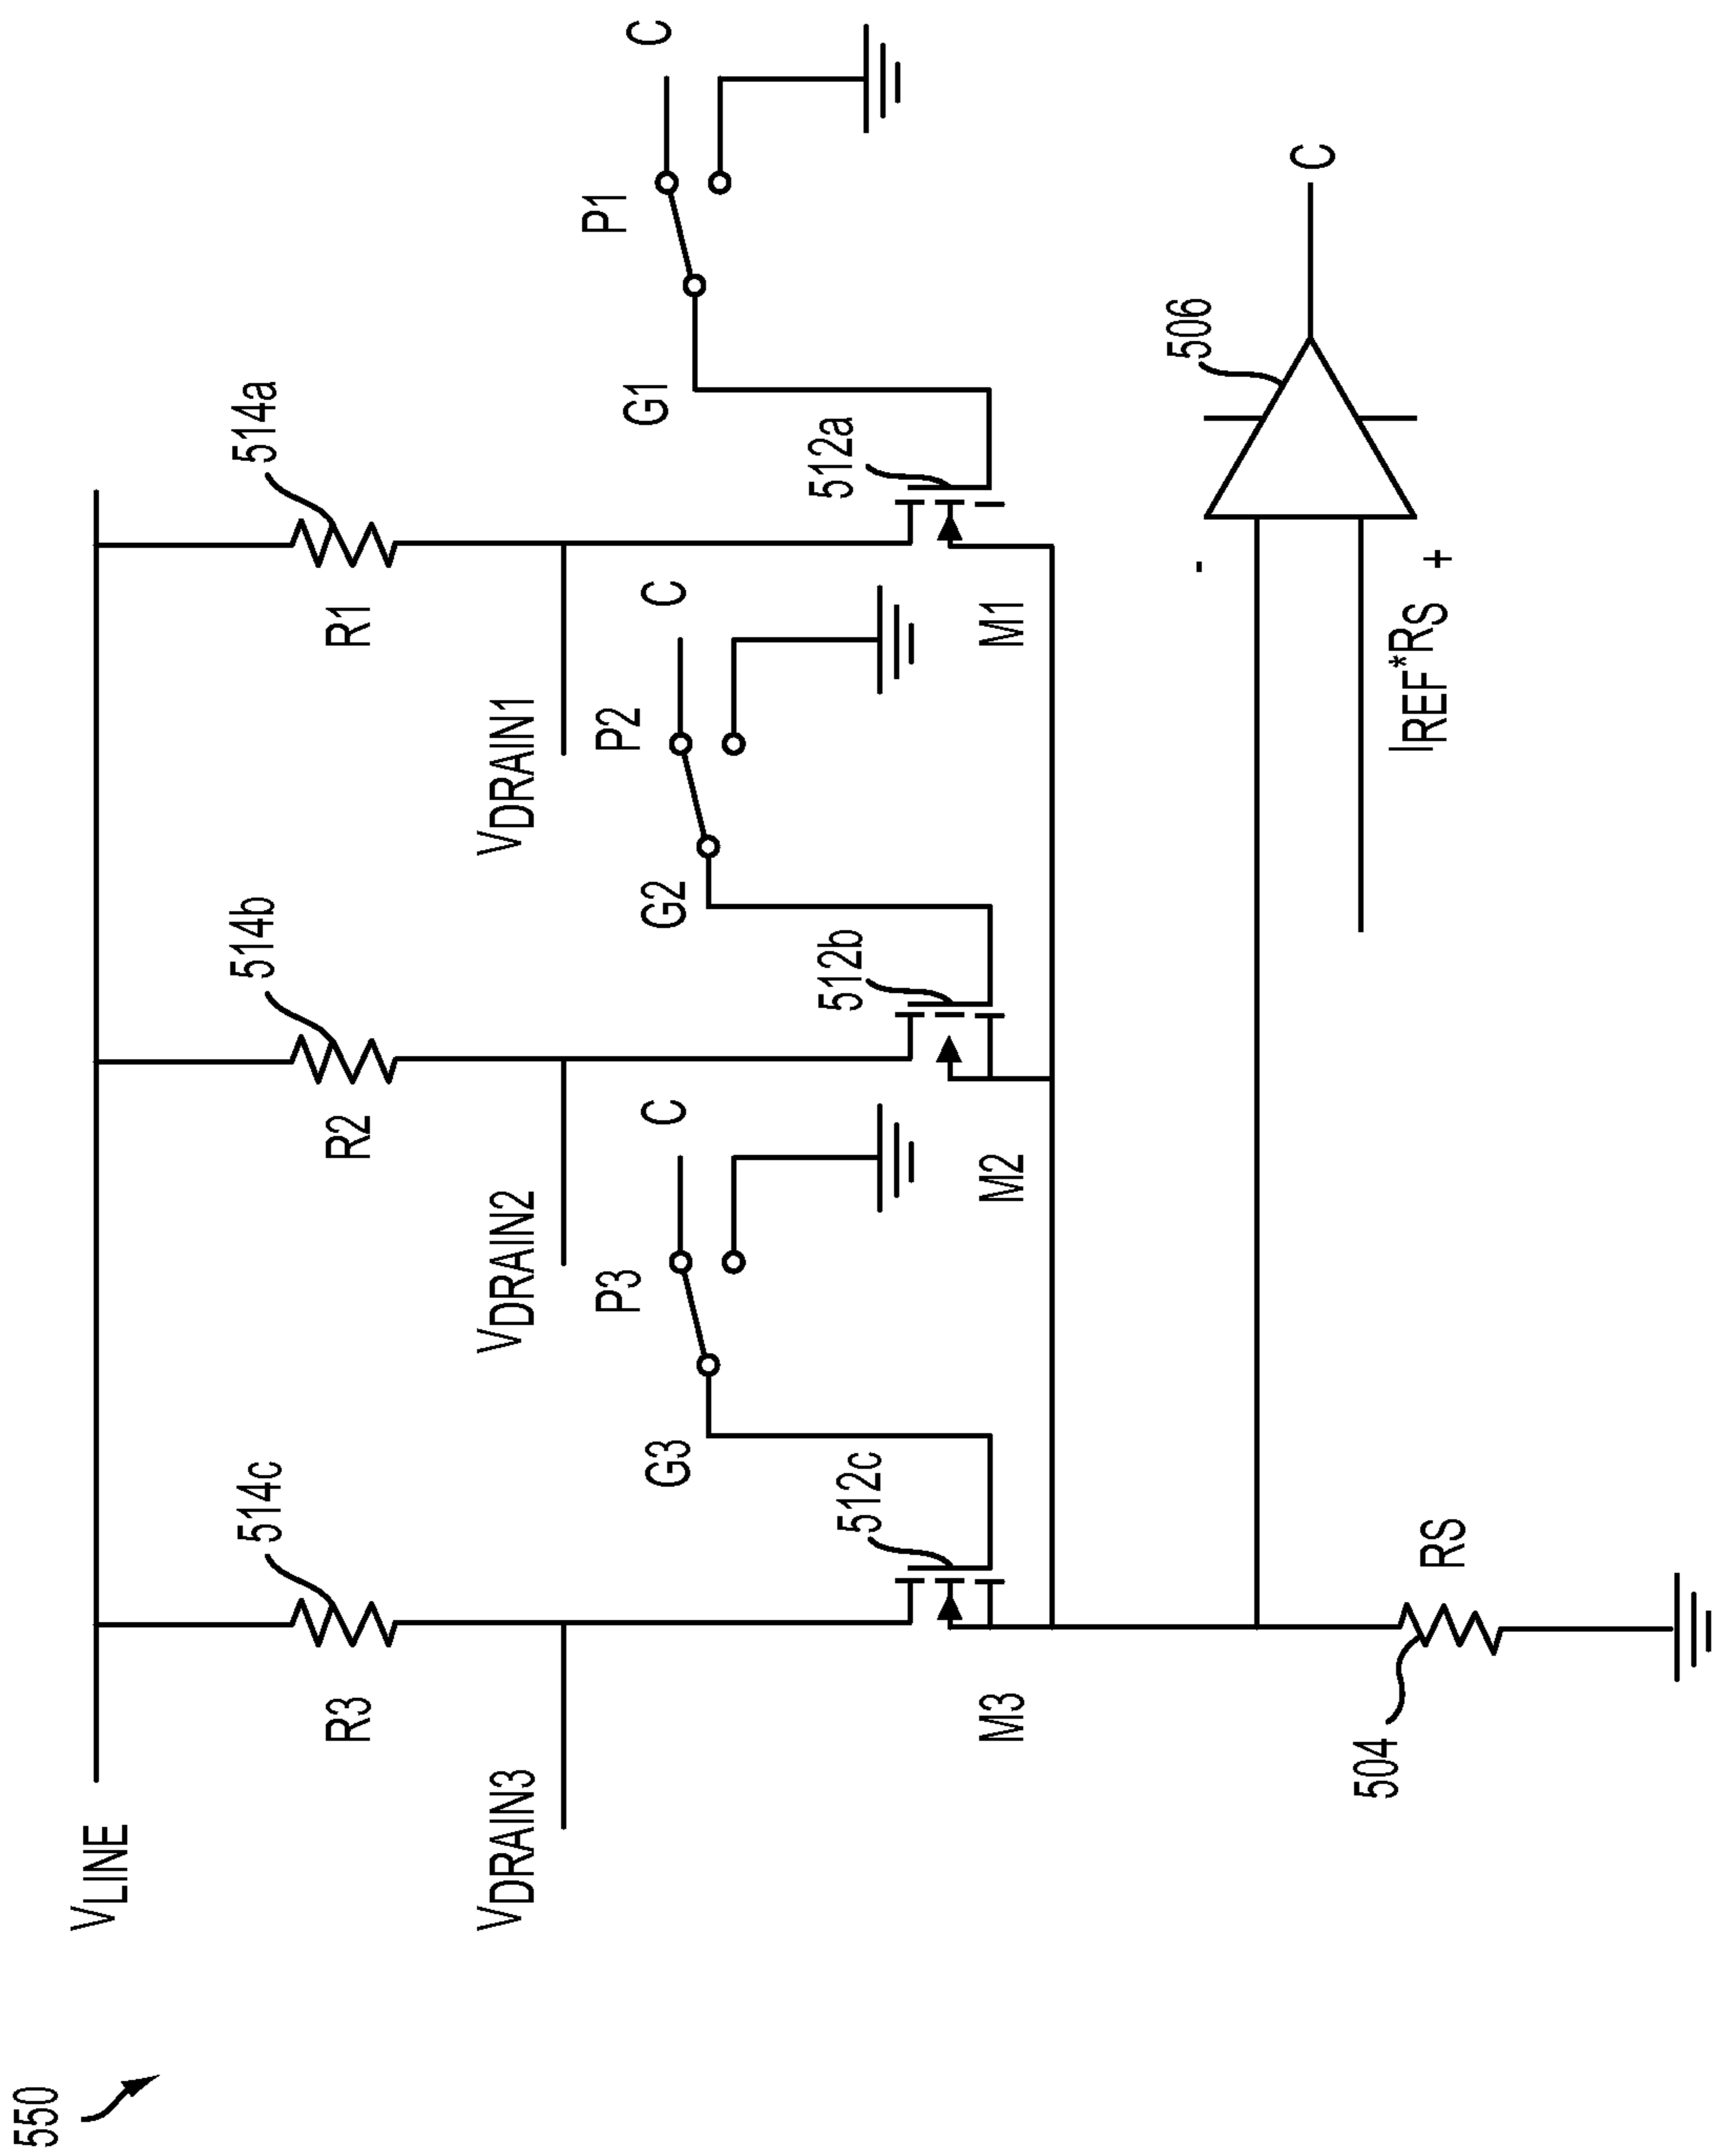 550
VLINE
514c
514b
514a
R3
R2
R1
VDRAIN3
VDRAIN2
VDRAIN1
P3
C
P2
C
P1
C
G3
G2
G1
512c
512b
512a
M3
M2
M1
506
C
-
+
IREF*RS
504
RS